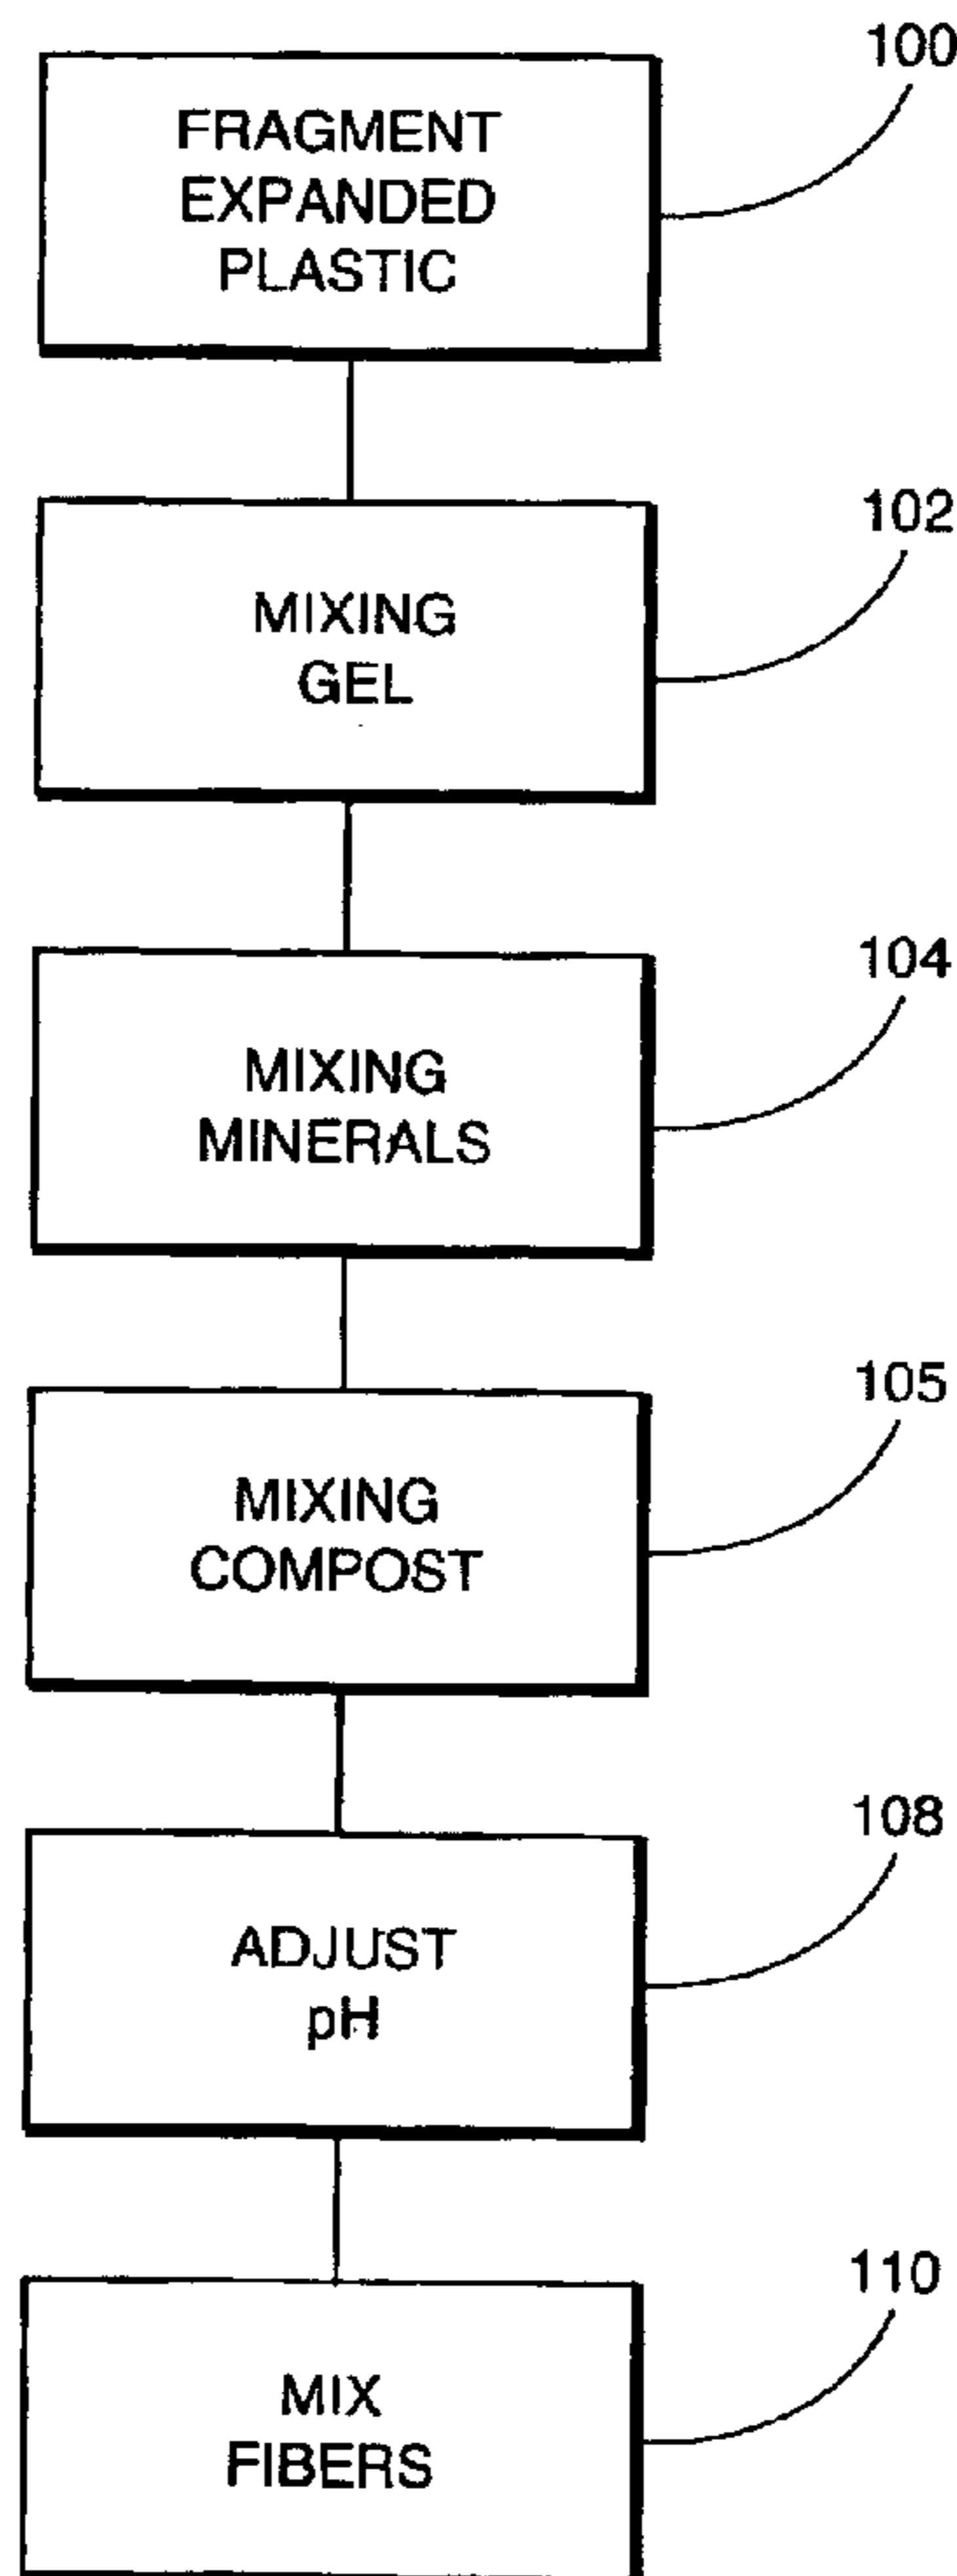 100
FRAGMENT
EXPANDED
PLASTIC
102
MIXING
GEL
104
MIXING
MINERALS
105
MIXING
COMPOST
108
ADJUST
pH
110
MIX
FIBERS